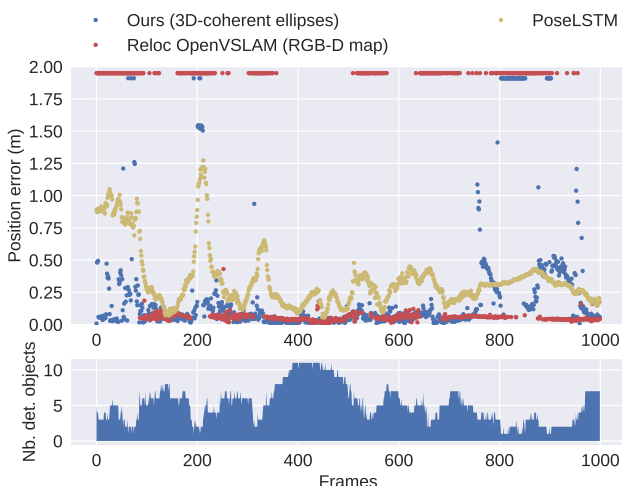 Ours (3D-coherent ellipses) PoseLSTM
Reloc OpenVSLAM (RGB-D map)
Position error (m)
2.00
1.75
1.50
1.25
1.00
0.75
0.50
0.25
0.00
0 200 400 600 800 1000
Nb. det. objects
10
5
0
0 200 400 600 800 1000
Frames